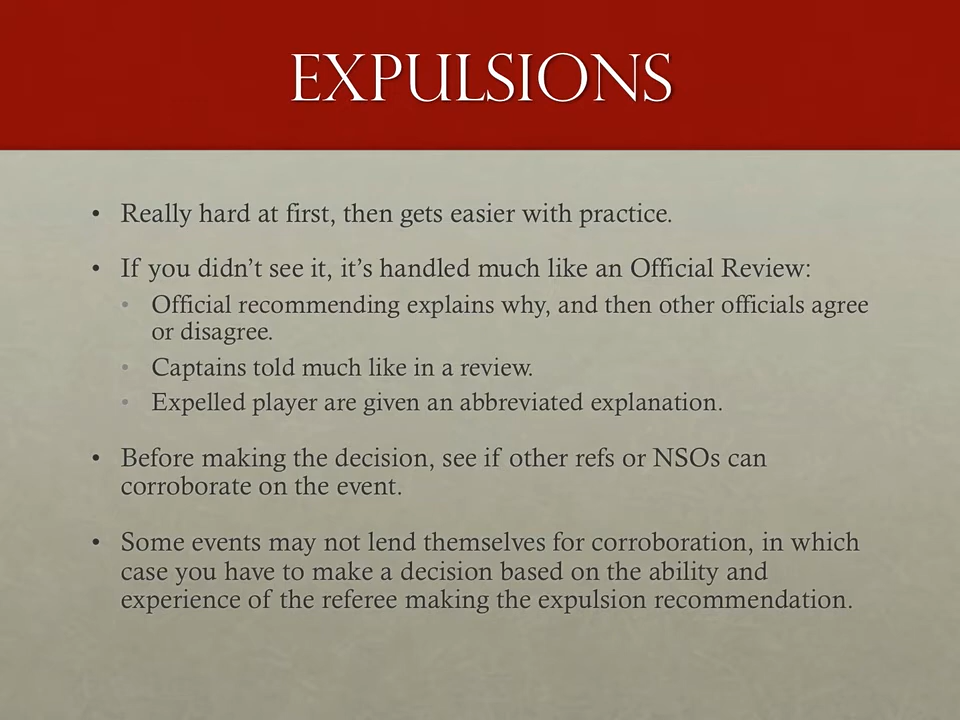 EXPULSIONS
• Really hard at first, then gets easier with practice.
• If you didn't see it, it's handled much like an Official Review:
• Official recommending explains why, and then other officials agree
or disagree.
• Captains told much like in a review.
• Expelled player are given an abbreviated explanation.
• Before making the decision, see if other refs or NSOs can
corroborate on the event.
• Some events may not lend themselves for corroboration, in which
case you have to make a decision based on the ability and
experience of the referee making the expulsion recommendation.